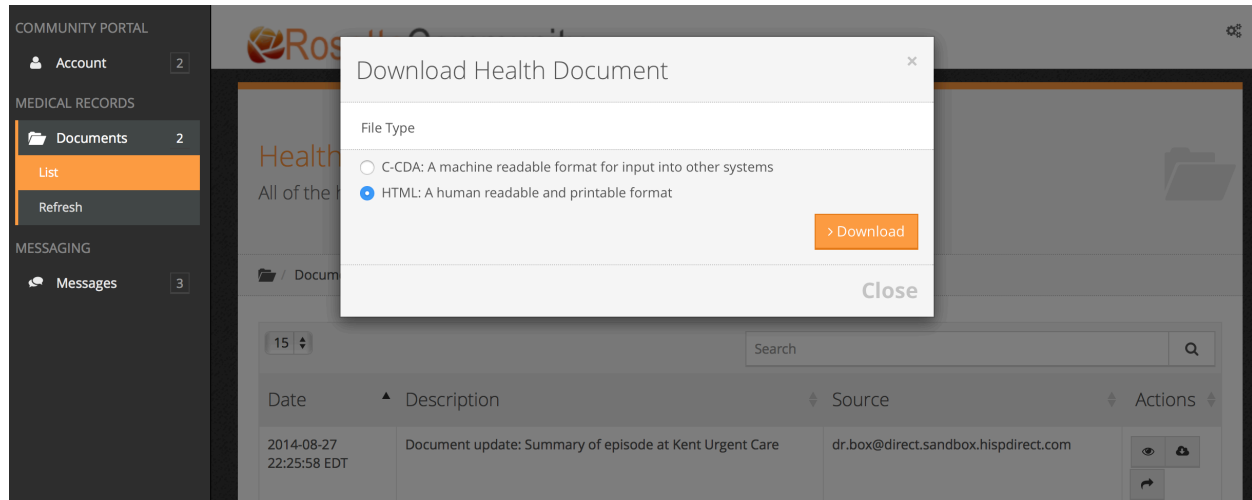 COMMUNITY PORTAL
Account 2
MEDICAL RECORDS
Documents 2
List
Refresh
MESSAGING
Messages 3
Download Health Document ×
File Type
C-CDA: A machine readable format for input into other systems
HTML: A human readable and printable format
› Download
Close
Health
All of the
/ Docum
15
Search
Date Description Source Actions
2014-08-27 Document update: Summary of episode at Kent Urgent Care dr.box@direct.sandbox.hispdirect.com
22:25:58 EDT